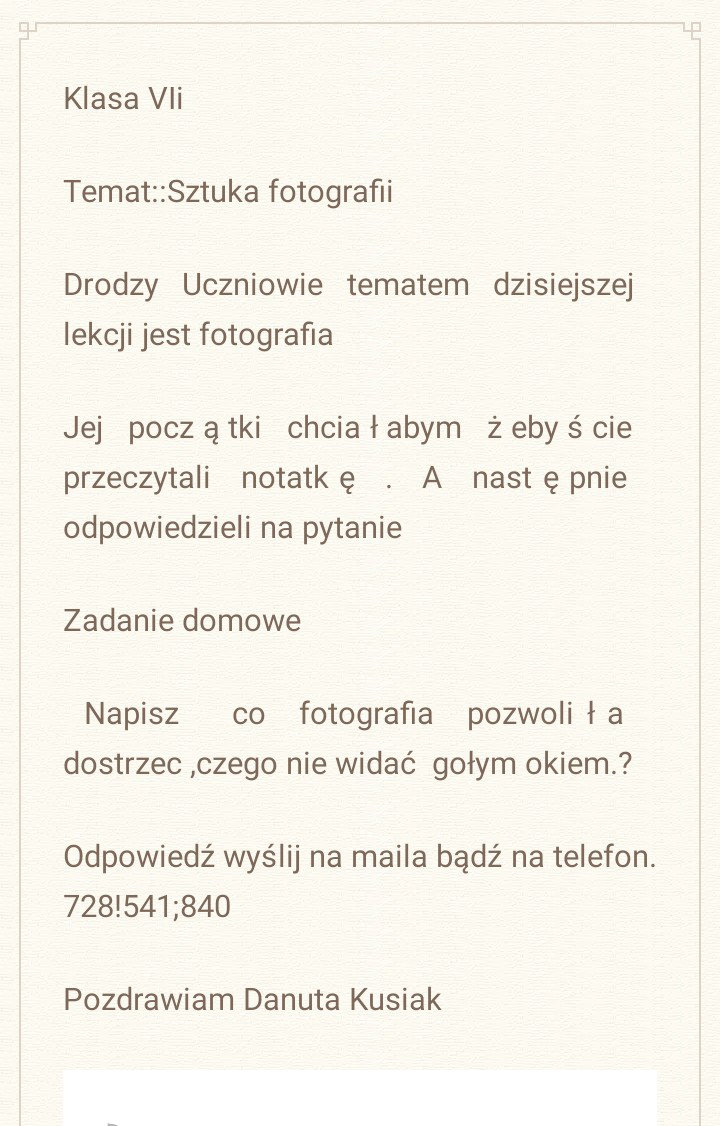 Klasa VIi
Temat::Sztuka fotografii
Drodzy Uczniowie tematem dzisiejszej
lekcji jest fotografia
Jej pocz ą tki chcia ł abym ż eby ś cie
przeczytali notatk ę . A nast ę pnie
odpowiedzieli na pytanie
Zadanie domowe
Napisz co fotografia pozwoli ł a
dostrzec ,czego nie widać gołym okiem.?
Odpowiedź wyślij na maila bądź na telefon.
728!541;840
Pozdrawiam Danuta Kusiak